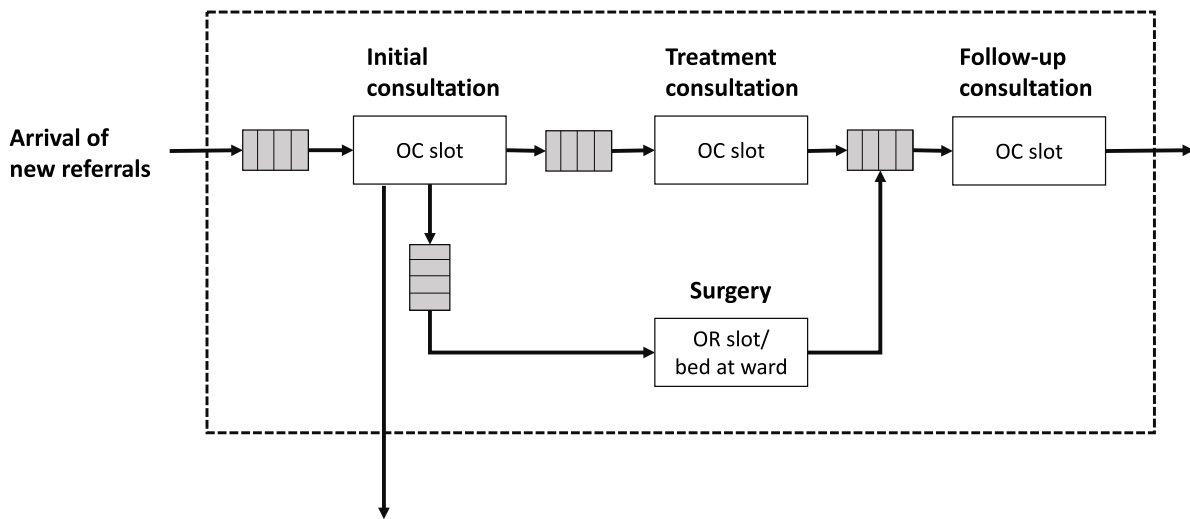 Initial
consultation
Treatment
consultation
Follow-up
consultation
Arrival of
new referrals
OC slot
OC slot
OC slot
Surgery
OR slot/
bed at ward